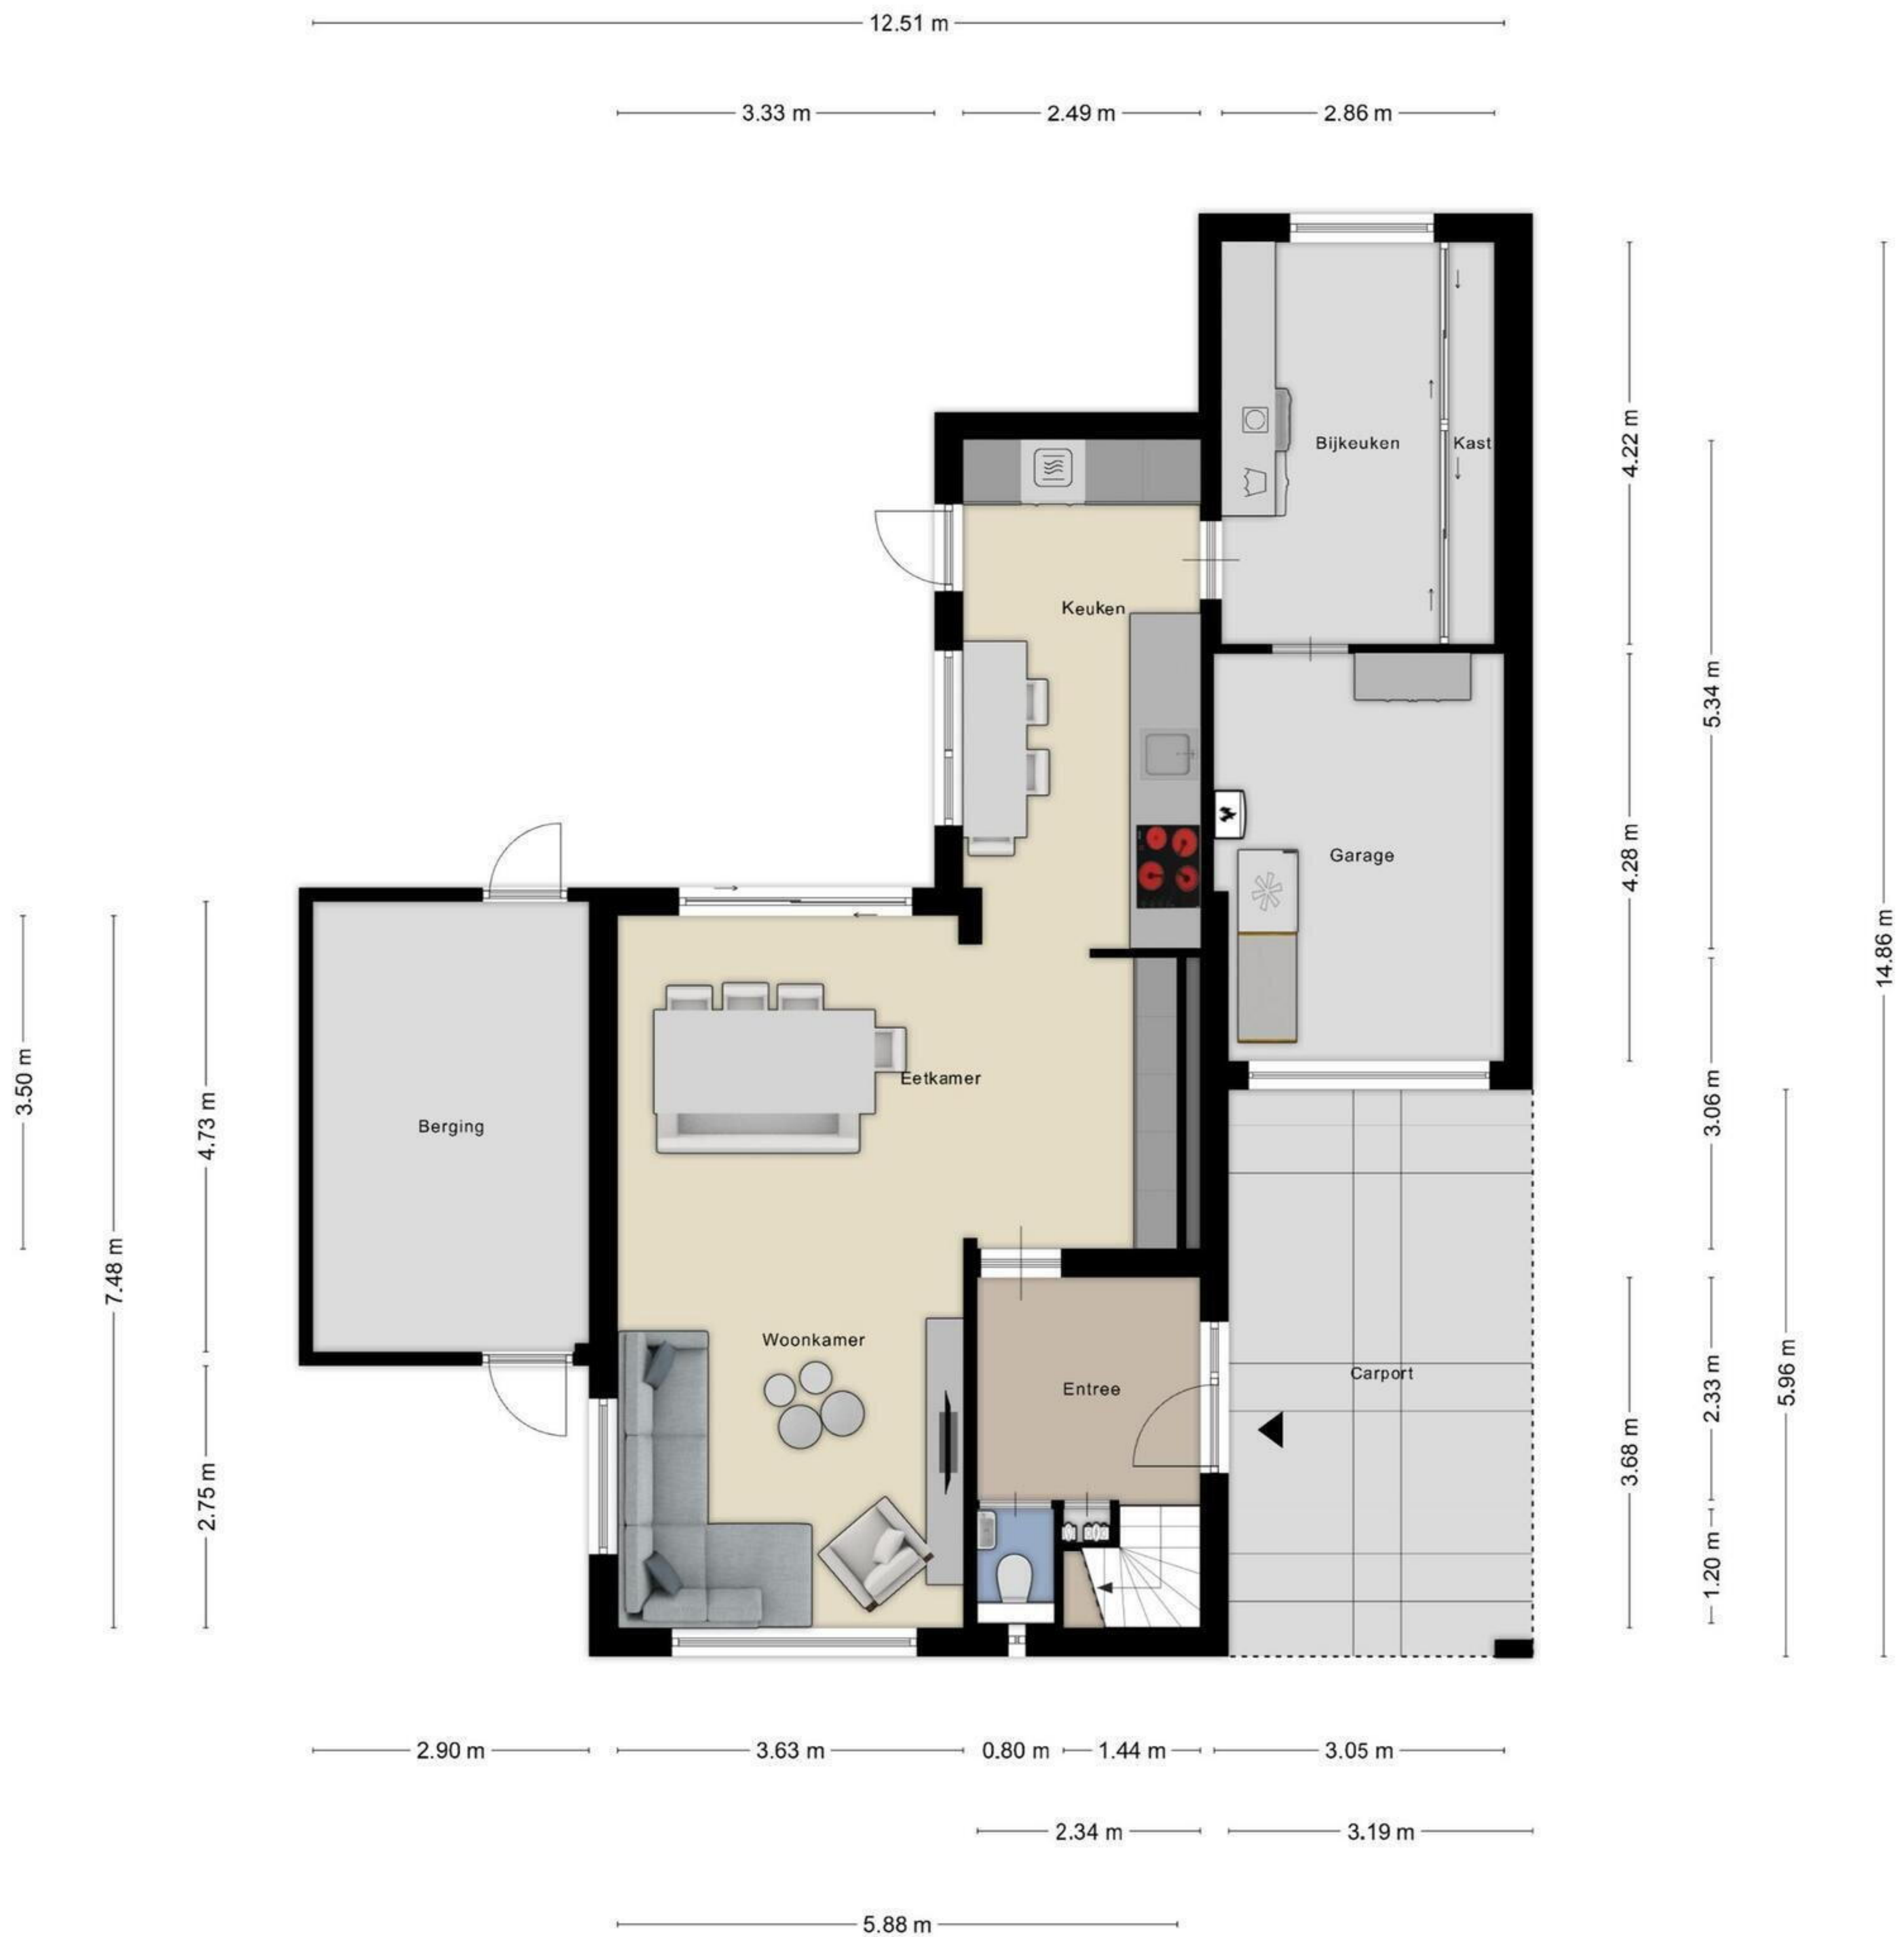 12.51 m
3.33 m
2.49 m
2.86 m
Bijkeuken
Kast
4.22 m
Keuken
5.34 m
Garage
4.28 m
14.86 m
Eetkamer
3.50 m
4.73 m
Berging
3.06 m
7.48 m
Woonkamer
Entree
Carport
2.33 m
5.96 m
3.68 m
2.75 m
1.20 m
2.90 m
3.63 m
0.80 m
1.44 m
3.05 m
2.34 m
3.19 m
5.88 m